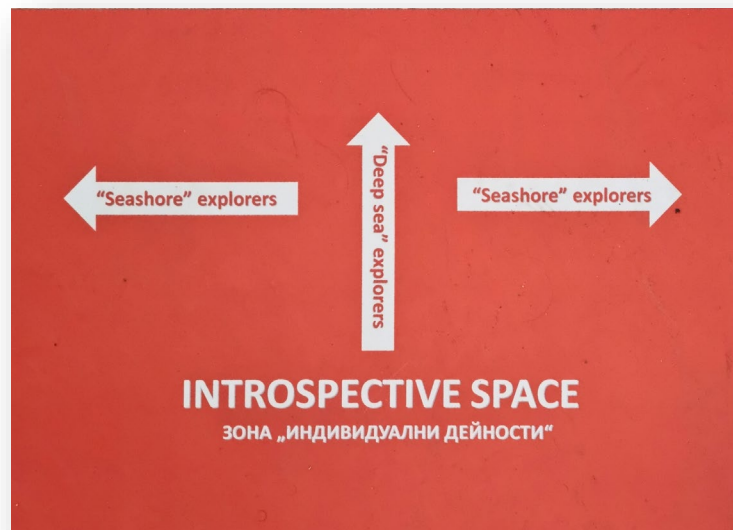 “Seashore” explorers
“Deep sea” explorers
“Seashore” explorers
INTROSPECTIVE SPACE
ЗОНА „ИНДИВИДУАЛНИ ДЕЙНОСТИ“